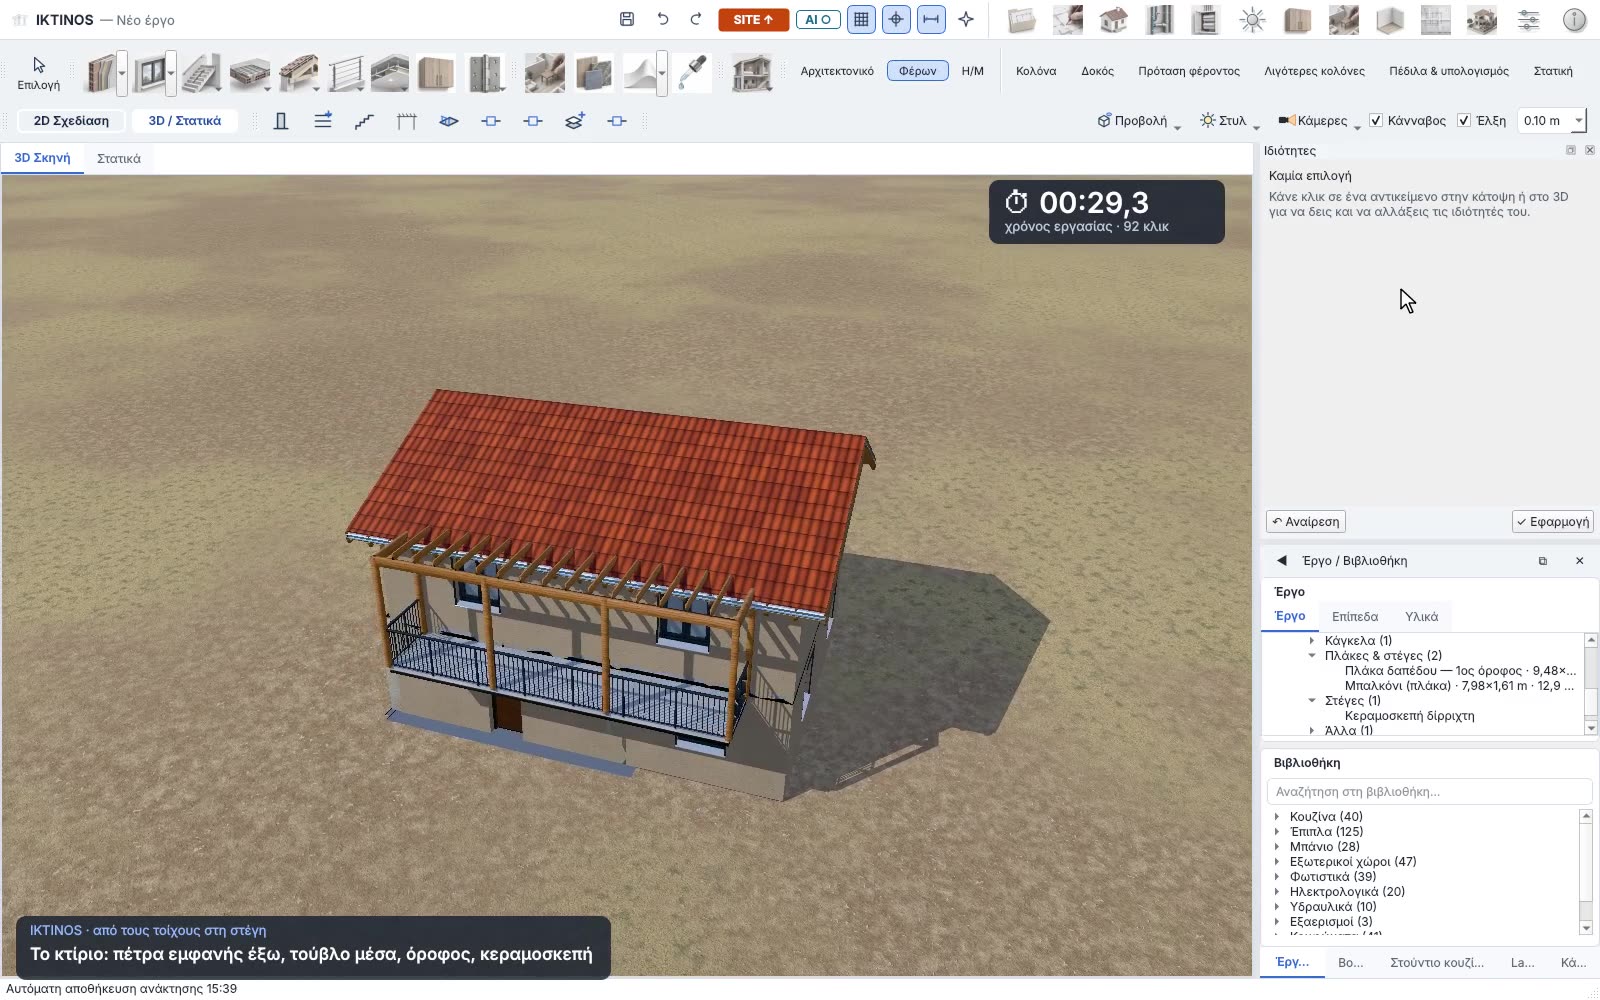 IKTINOS — Νέο έργο
SITE ↑
AI
Επιλογή
Αρχιτεκτονικό
Φέρων
Η/Μ
Κολόνα
Δοκός
Πρόταση φέροντος
Λιγότερες κολόνες
Πέδιλα & υπολογισμός
Στατική
2D Σχεδίαση
3D / Στατικά
Προβολή
Στυλ
Κάμερες
Κάνναβος
Έλξη
0.10 m
3D Σκηνή
Στατικά
00:29,3
χρόνος εργασίας · 92 κλικ
Ιδιότητες
Καμία επιλογή
Κάνε κλικ σε ένα αντικείμενο στην κάτοψη ή στο 3D
για να δεις και να αλλάξεις τις ιδιότητές του.
↶ Αναίρεση
✓ Εφαρμογή
Έργο / Βιβλιοθήκη
Έργο
Έργο
Επίπεδα
Υλικά
Κάγκελα (1)
Πλάκες & στέγες (2)
Πλάκα δαπέδου — 1ος όροφος · 9,48×...
Μπαλκόνι (πλάκα) · 7,98×1,61 m · 12,9 ...
Στέγες (1)
Κεραμοσκεπή δίρριχτη
Άλλα (1)
Βιβλιοθήκη
Αναζήτηση στη βιβλιοθήκη...
Κουζίνα (40)
Έπιπλα (125)
Μπάνιο (28)
Εξωτερικοί χώροι (47)
Φωτιστικά (39)
Ηλεκτρολογικά (20)
Υδραυλικά (10)
Εξαερισμοί (3)
Έργ...
Βο...
Στούντιο κουζί...
La...
Κά...
IKTINOS · από τους τοίχους στη στέγη
Το κτίριο: πέτρα εμφανής έξω, τούβλο μέσα, όροφος, κεραμοσκεπή
Αυτόματη αποθήκευση ανάκτησης 15:39